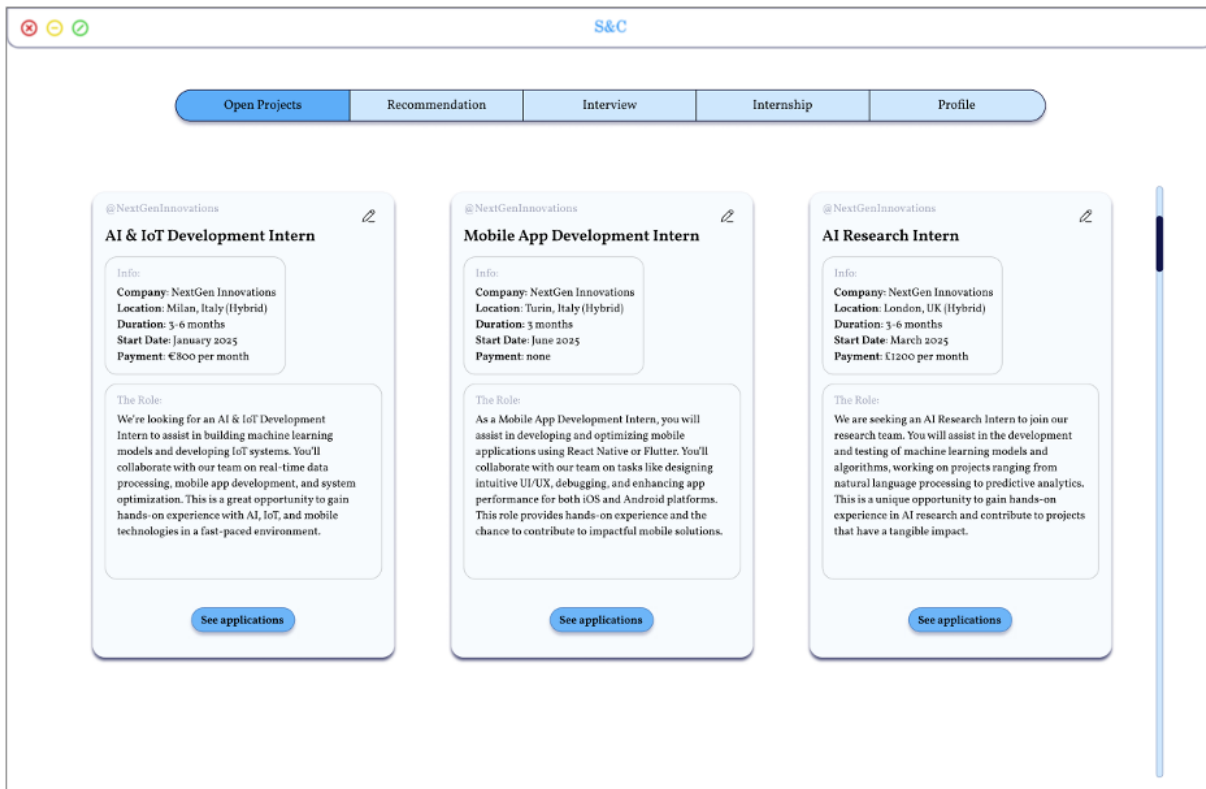 S&C
Open Projects
Recommendation
Interview
Internship
Profile
@NextGenInnovations
AI & IoT Development Intern
Info:
Company: NextGen Innovations
Location: Milan, Italy (Hybrid)
Duration: 3-6 months
Start Date: January 2025
Payment: €800 per month
The Role:
We're looking for an AI & IoT Development
Intern to assist in building machine learning
models and developing IoT systems. You'll
collaborate with our team on real-time data
processing, mobile app development, and system
optimization. This is a great opportunity to gain
hands-on experience with AI, IoT, and mobile
technologies in a fast-paced environment.
See applications
@NextGenInnovations
Mobile App Development Intern
Info:
Company: NextGen Innovations
Location: Turin, Italy (Hybrid)
Duration: 3 months
Start Date: June 2025
Payment: none
The Role:
As a Mobile App Development Intern, you will
assist in developing and optimizing mobile
applications using React Native or Flutter. You'll
collaborate with our team on tasks like designing
intuitive UI/UX, debugging, and enhancing app
performance for both iOS and Android platforms.
This role provides hands-on experience and the
chance to contribute to impactful mobile solutions.
See applications
@NextGenInnovations
AI Research Intern
Info:
Company: NextGen Innovations
Location: London, UK (Hybrid)
Duration: 3-6 months
Start Date: March 2025
Payment: £1200 per month
The Role:
We are seeking an AI Research Intern to join our
research team. You will assist in the development
and testing of machine learning models and
algorithms, working on projects ranging from
natural language processing to predictive analytics.
This is a unique opportunity to gain hands-on
experience in AI research and contribute to projects
that have a tangible impact.
See applications